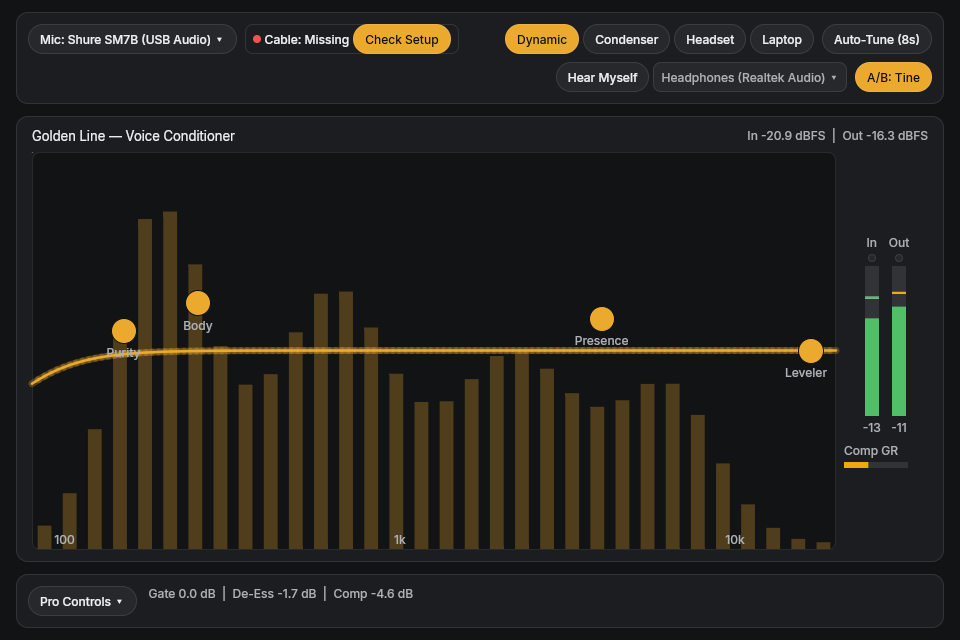 Mic: Shure SM7B (USB Audio) ▾
Cable: Missing
Check Setup
Dynamic
Condenser
Headset
Laptop
Auto-Tune (8s)
Hear Myself
Headphones (Realtek Audio) ▾
A/B: Tine
Golden Line — Voice Conditioner
In -20.9 dBFS | Out -16.3 dBFS
In
Out
Body
Purity
Presence
Leveler
-13
-11
Comp GR
100
1k
10k
Pro Controls ▾
Gate 0.0 dB | De-Ess -1.7 dB | Comp -4.6 dB